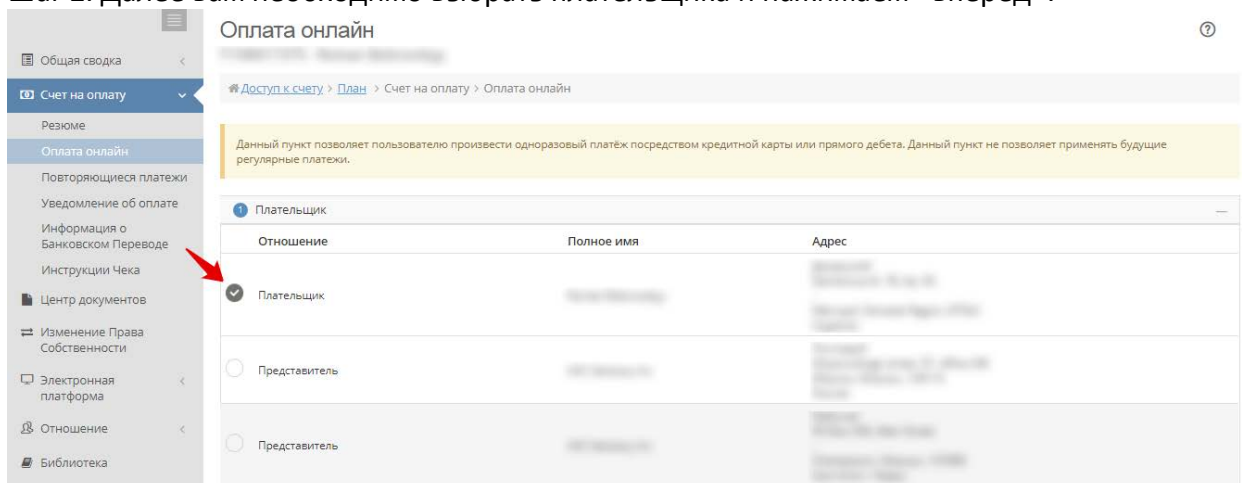 Оплата онлайн
Общая сводка
Счет на оплату
Резюме
Оплата онлайн
Повторяющиеся платежи
Уведомление об оплате
Информация о
Банковском Переводе
Инструкции Чека
Центр документов
Изменение Права
Собственности
Электронная
платформа
Отношение
Библиотека
Доступ к счету > План > Счет на оплату > Оплата онлайн
Данный пункт позволяет пользователю произвести одноразовый платёж посредством кредитной карты или прямого дебета. Данный пункт не позволяет применять будущие
регулярные платежи.
1 Плательщик
Отношение Полное имя Адрес
Плательщик
Представитель
Представитель